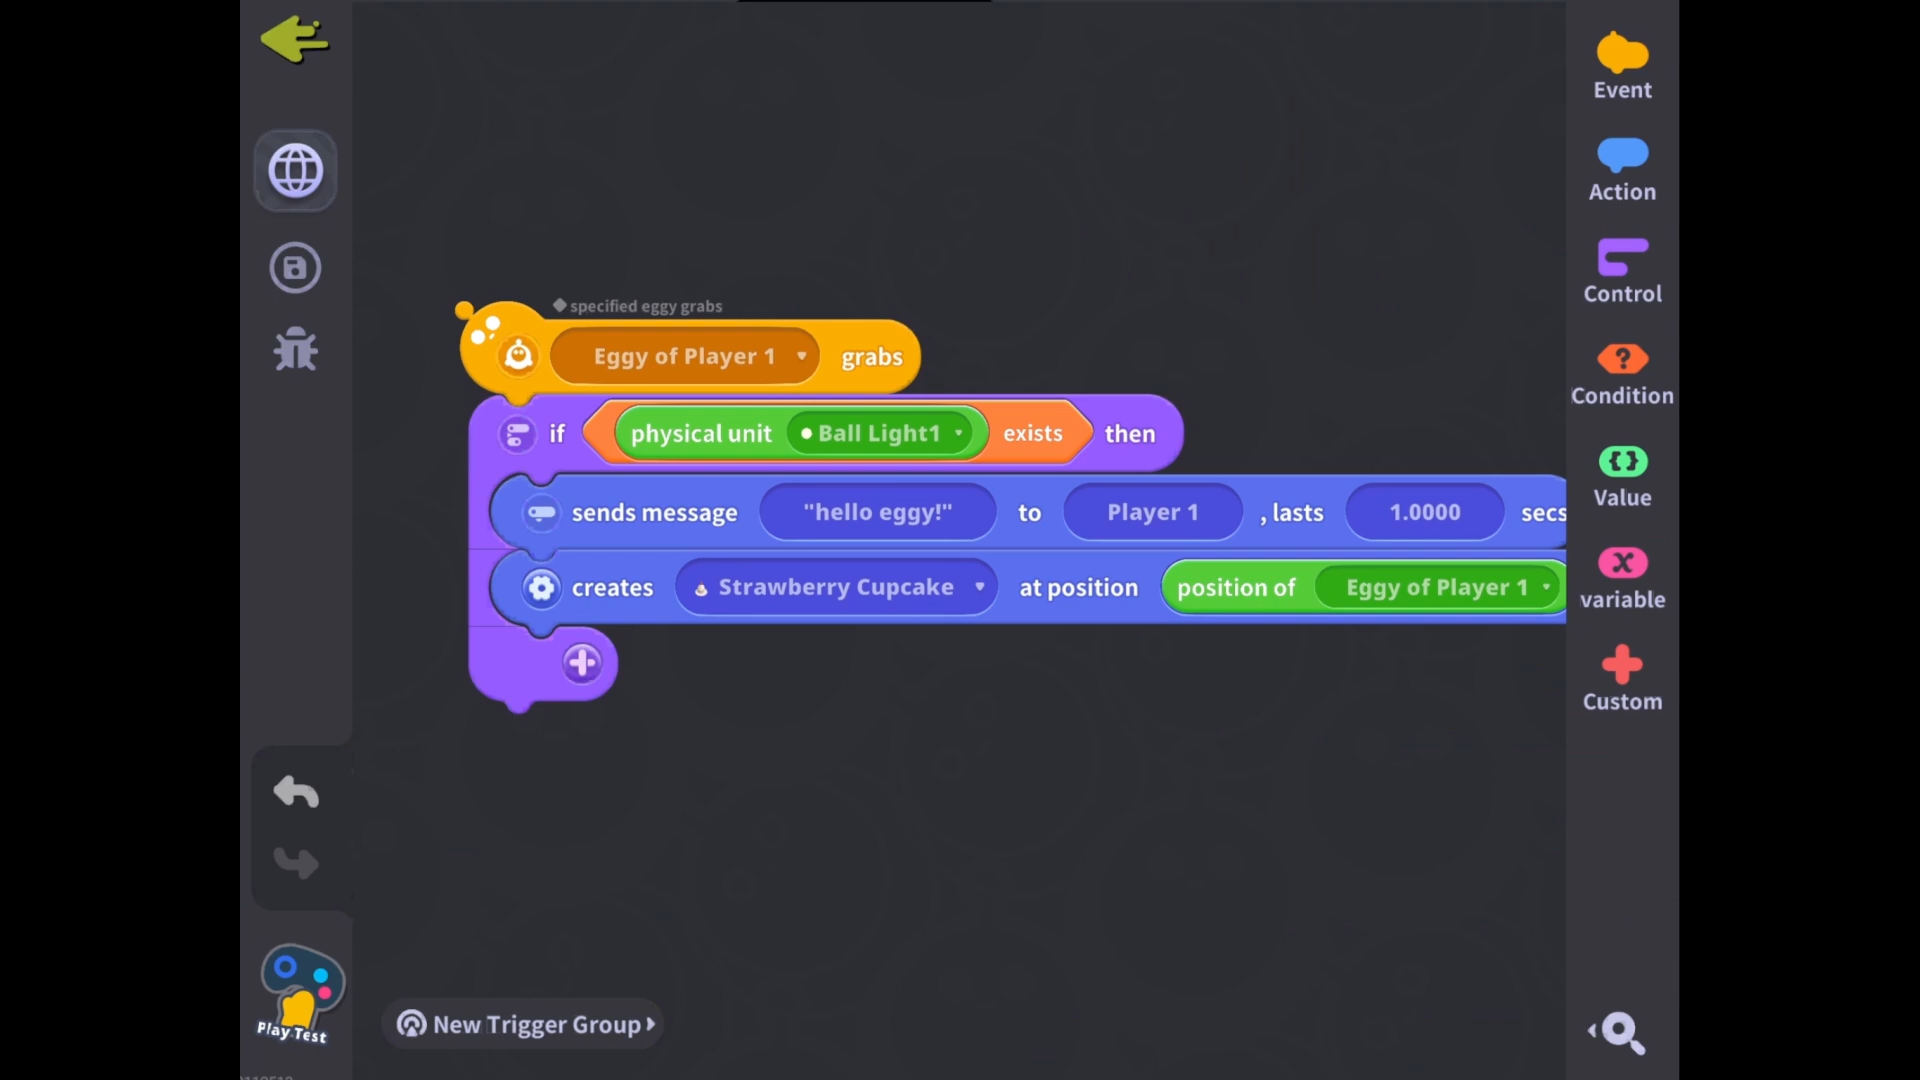 Event
Action
Control
specified eggy grabs
Eggy of Player 1 grabs
if physical unit Ball Light1 exists then
Condition
sends message "hello eggy!" to Player 1 , lasts 1.0000 secs
Value
creates Strawberry Cupcake at position position of Eggy of Player 1
variable
Custom
Play Test
New Trigger Group